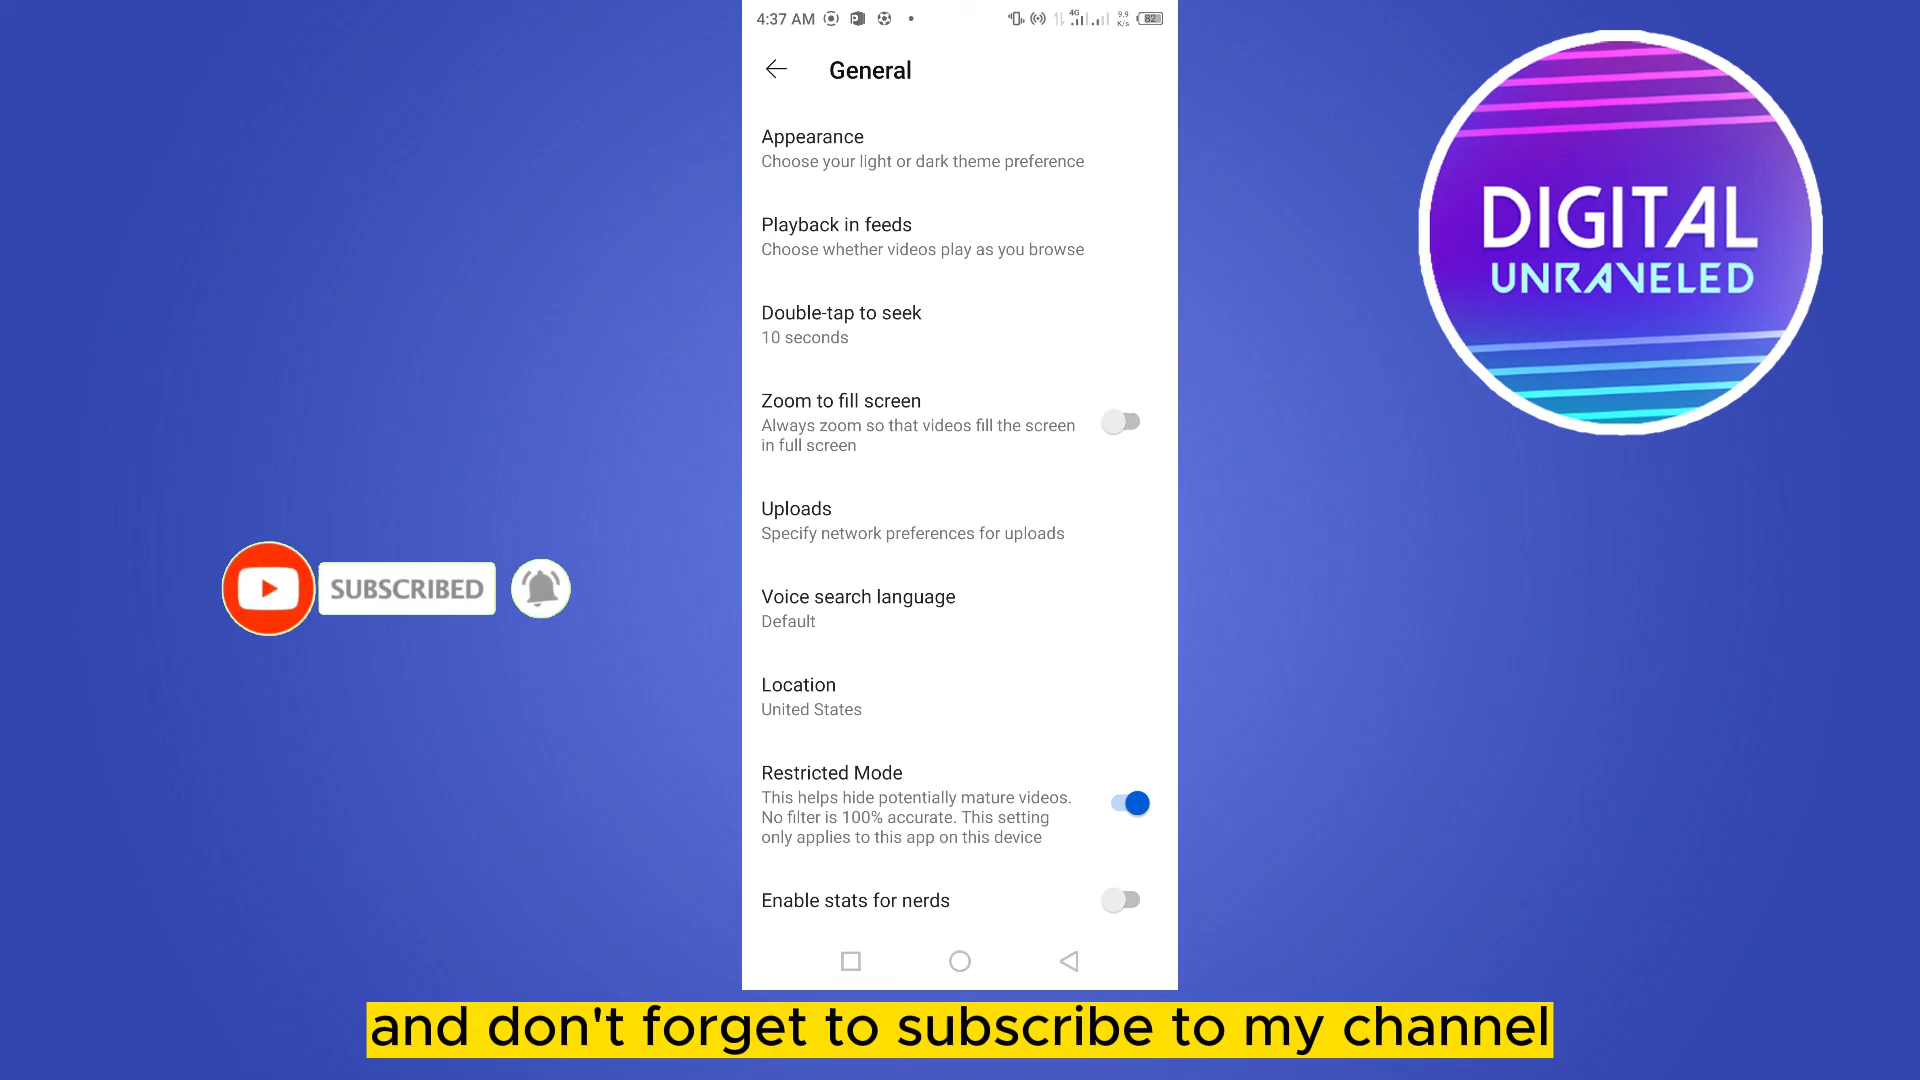 4:37 AM
4G
9.9
K/s
82
General
Appearance
Choose your light or dark theme preference
Playback in feeds
Choose whether videos play as you browse
Double-tap to seek
10 seconds
Zoom to fill screen
Always zoom so that videos fill the screen
in full screen
Uploads
Specify network preferences for uploads
Voice search language
Default
Location
United States
Restricted Mode
This helps hide potentially mature videos.
No filter is 100% accurate. This setting
only applies to this app on this device
Enable stats for nerds
SUBSCRIBED
DIGITAL
UNRAVELED
and don't forget to subscribe to my channel